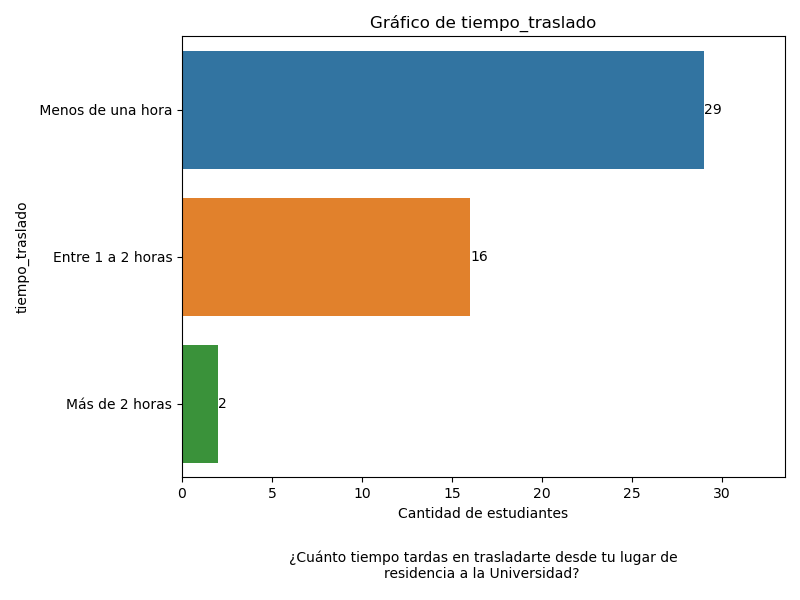 Gráfico de tiempo_traslado
Menos de una hora
29
Entre 1 a 2 horas
16
Más de 2 horas
2
tiempo_traslado
0 5 10 15 20 25 30
Cantidad de estudiantes
¿Cuánto tiempo tardas en trasladarte desde tu lugar de
residencia a la Universidad?